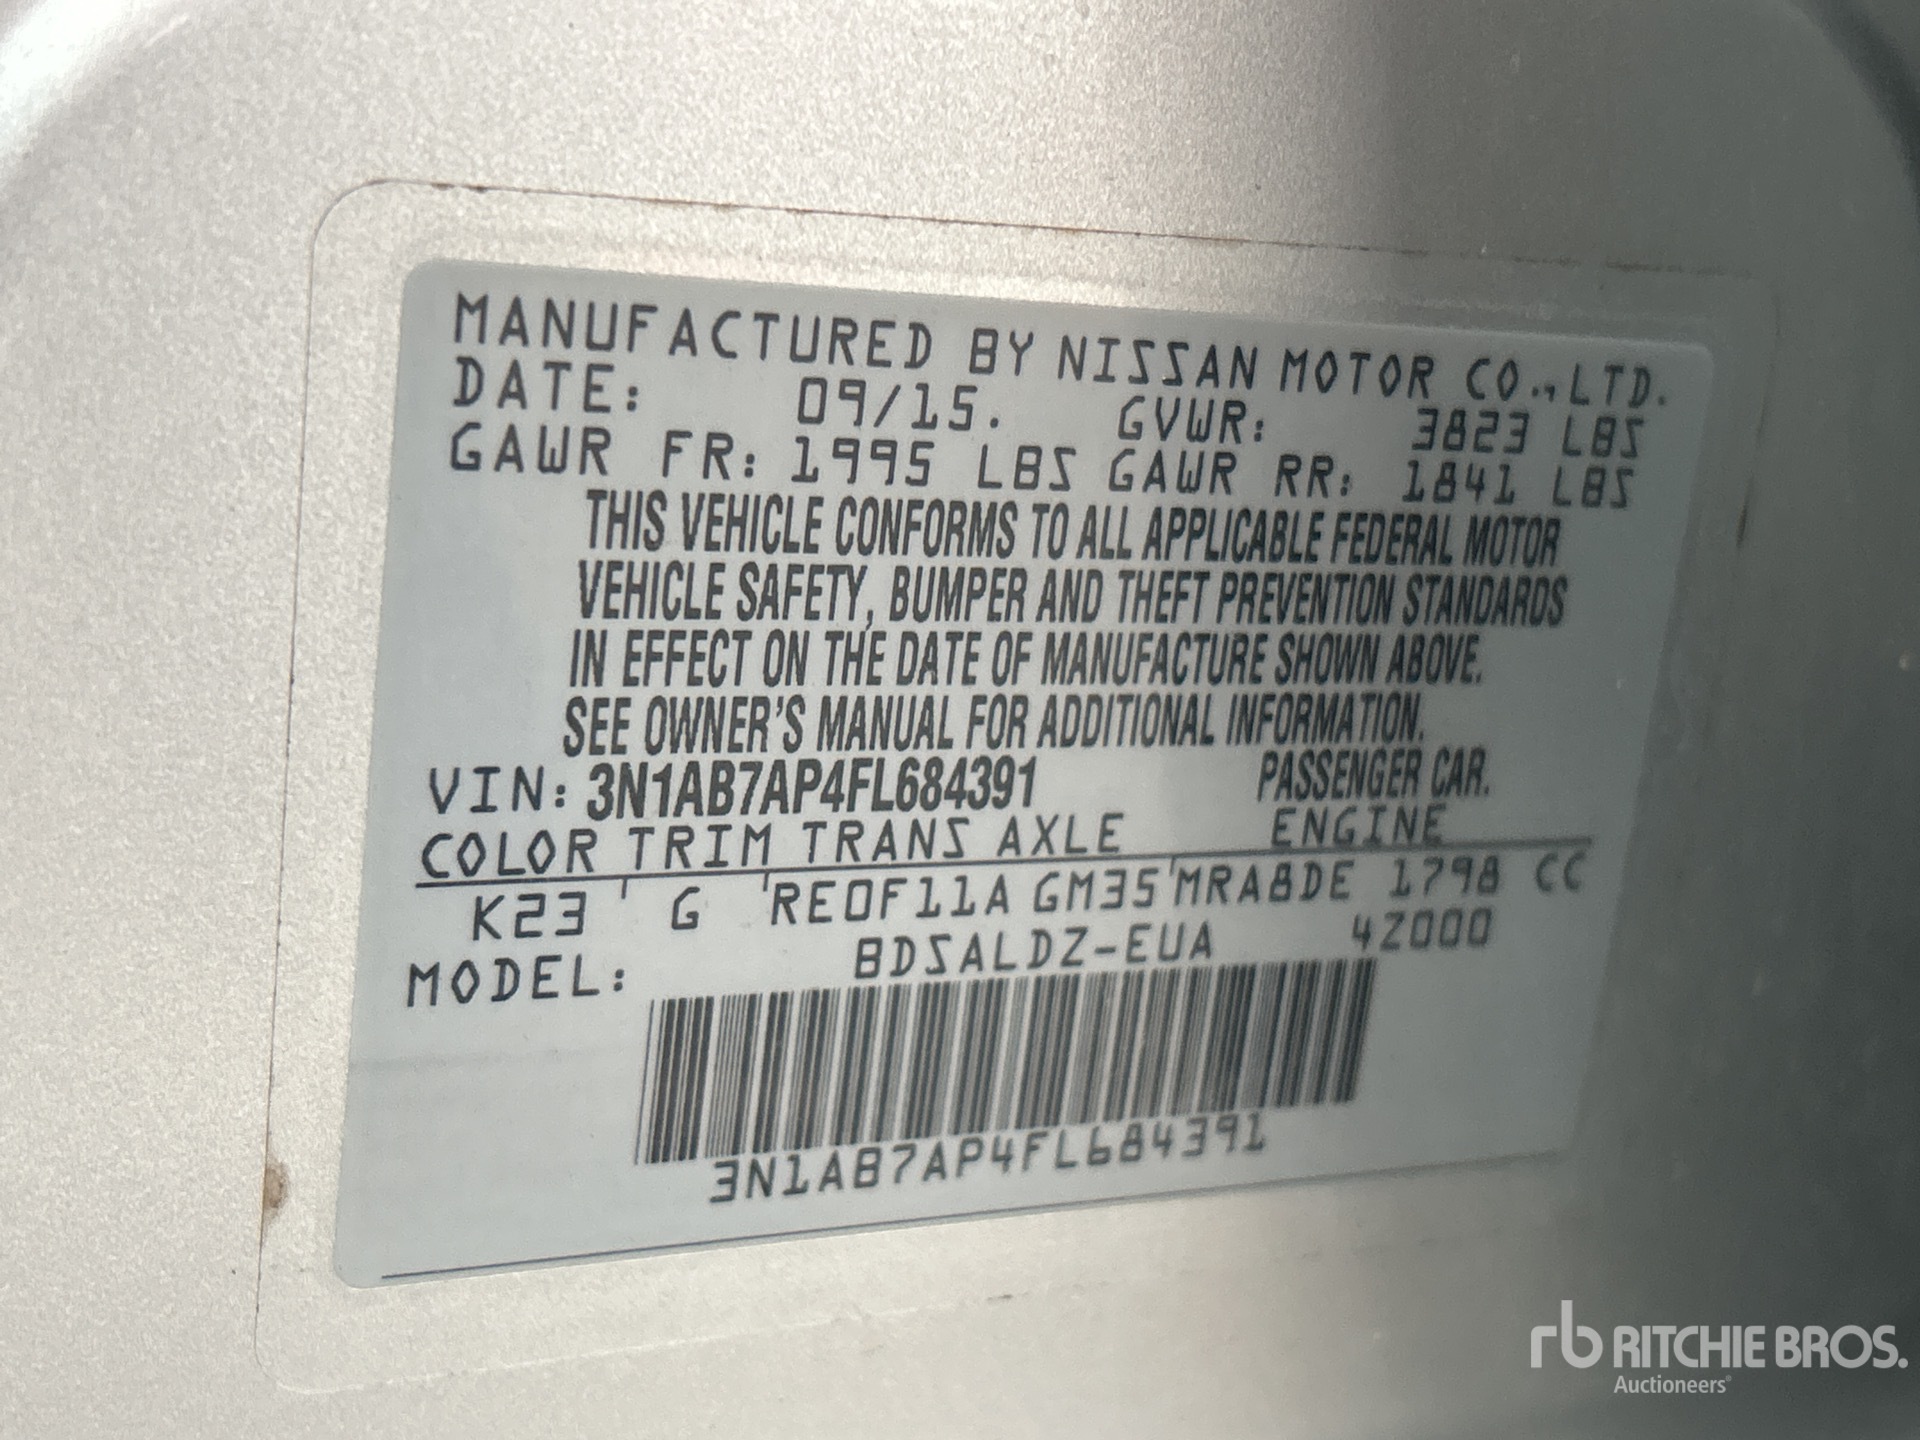 MANUFACTURED BY NISSAN MOTOR CO.,LTD.
DATE: 09/15. GVWR: 3823 LBS
GAWR FR: 1995 LBS GAWR RR: 1841 LBS
THIS VEHICLE CONFORMS TO ALL APPLICABLE FEDERAL MOTOR
VEHICLE SAFETY, BUMPER AND THEFT PREVENTION STANDARDS
IN EFFECT ON THE DATE OF MANUFACTURE SHOWN ABOVE.
SEE OWNER'S MANUAL FOR ADDITIONAL INFORMATION.
VIN: 3N1AB7AP4FL684391 PASSENGER CAR.
COLOR TRIM TRANS AXLE ENGINE
K23 G RE0F11A GM35 MRA8DE 1798 CC
MODEL: BDSALDZ-EUA 4Z000
3N1AB7AP4FL684391
rb RITCHIE BROS.
Auctioneers